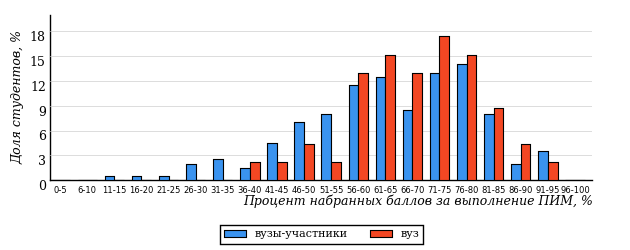 Доля студентов, %
18
15
12
9
6
3
0
0-5 6-10 11-15 16-20 21-25 26-30 31-35 36-40 41-45 46-50 51-55 56-60 61-65 66-70 71-75 76-80 81-85 86-90 91-95 96-100
Процент набранных баллов за выполнение ПИМ, %
вузы-участники вуз